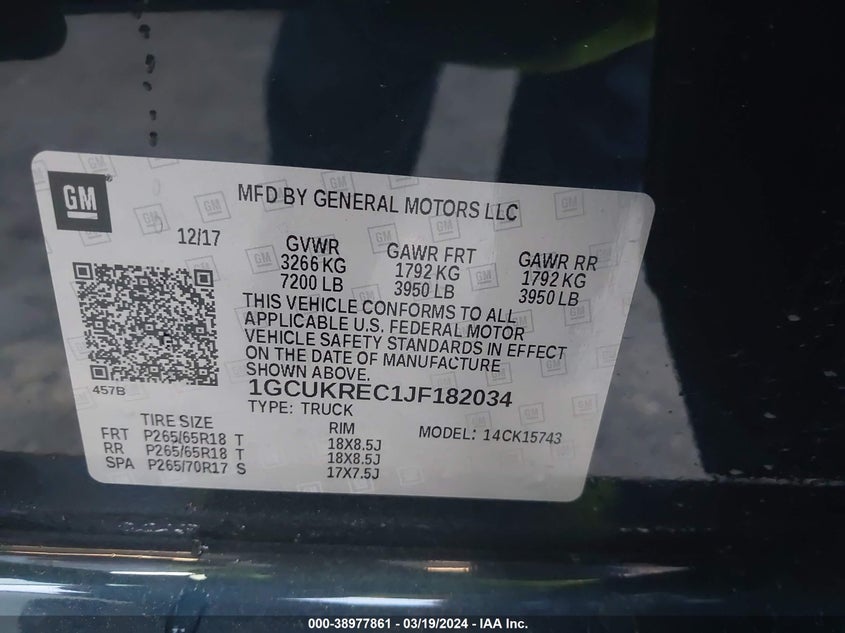 GM
MFD BY GENERAL MOTORS LLC
12/17
GVWR
3266 KG
7200 LB
GAWR FRT
1792 KG
3950 LB
GAWR RR
1792 KG
3950 LB
THIS VEHICLE CONFORMS TO ALL
APPLICABLE U.S. FEDERAL MOTOR
VEHICLE SAFETY STANDARDS IN EFFECT
ON THE DATE OF MANUFACTURE
SHOWN ABOVE.
457B
1GCUKREC1JF182034
TYPE: TRUCK
MODEL: 14CK15743
TIRE SIZE RIM
FRT P265/65R18 T 18X8.5J
RR P265/65R18 T 18X8.5J
SPA P265/70R17 S 17X7.5J
000-38977861 - 03/19/2024 - IAA Inc.